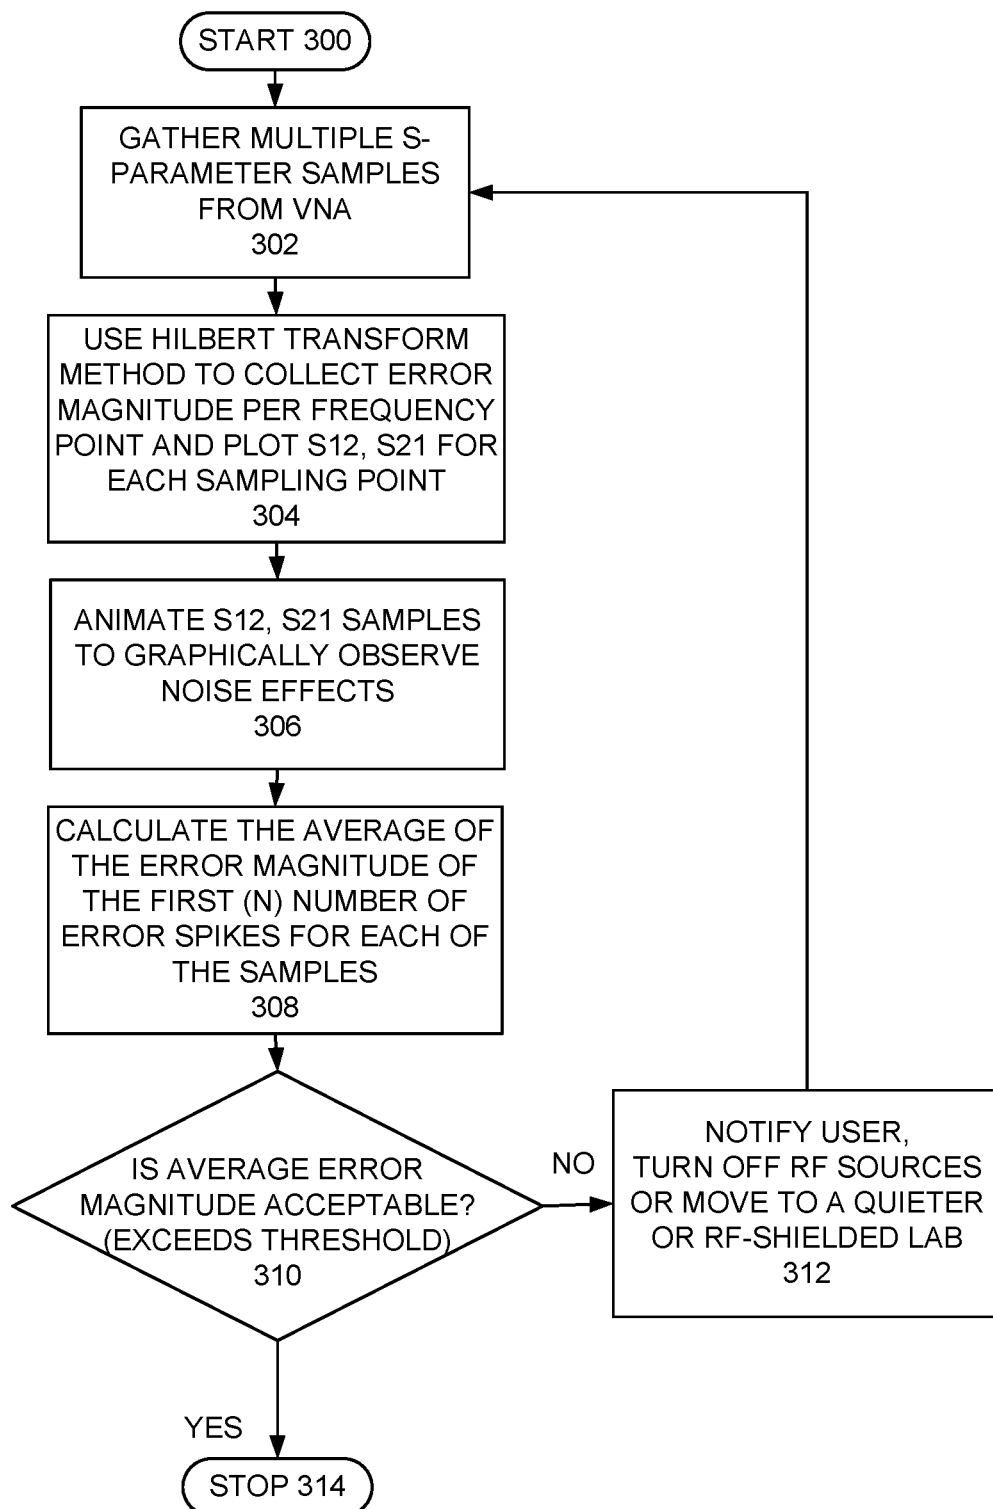 START 300
GATHER MULTIPLE S-
PARAMETER SAMPLES
FROM VNA
302
USE HILBERT TRANSFORM
METHOD TO COLLECT ERROR
MAGNITUDE PER FREQUENCY
POINT AND PLOT S12, S21 FOR
EACH SAMPLING POINT
304
ANIMATE S12, S21 SAMPLES
TO GRAPHICALLY OBSERVE
NOISE EFFECTS
306
CALCULATE THE AVERAGE OF
THE ERROR MAGNITUDE OF
THE FIRST (N) NUMBER OF
ERROR SPIKES FOR EACH OF
THE SAMPLES
308
IS AVERAGE ERROR
MAGNITUDE ACCEPTABLE?
(EXCEEDS THRESHOLD)
310
NO
NOTIFY USER,
TURN OFF RF SOURCES
OR MOVE TO A QUIETER
OR RF-SHIELDED LAB
312
YES
STOP 314